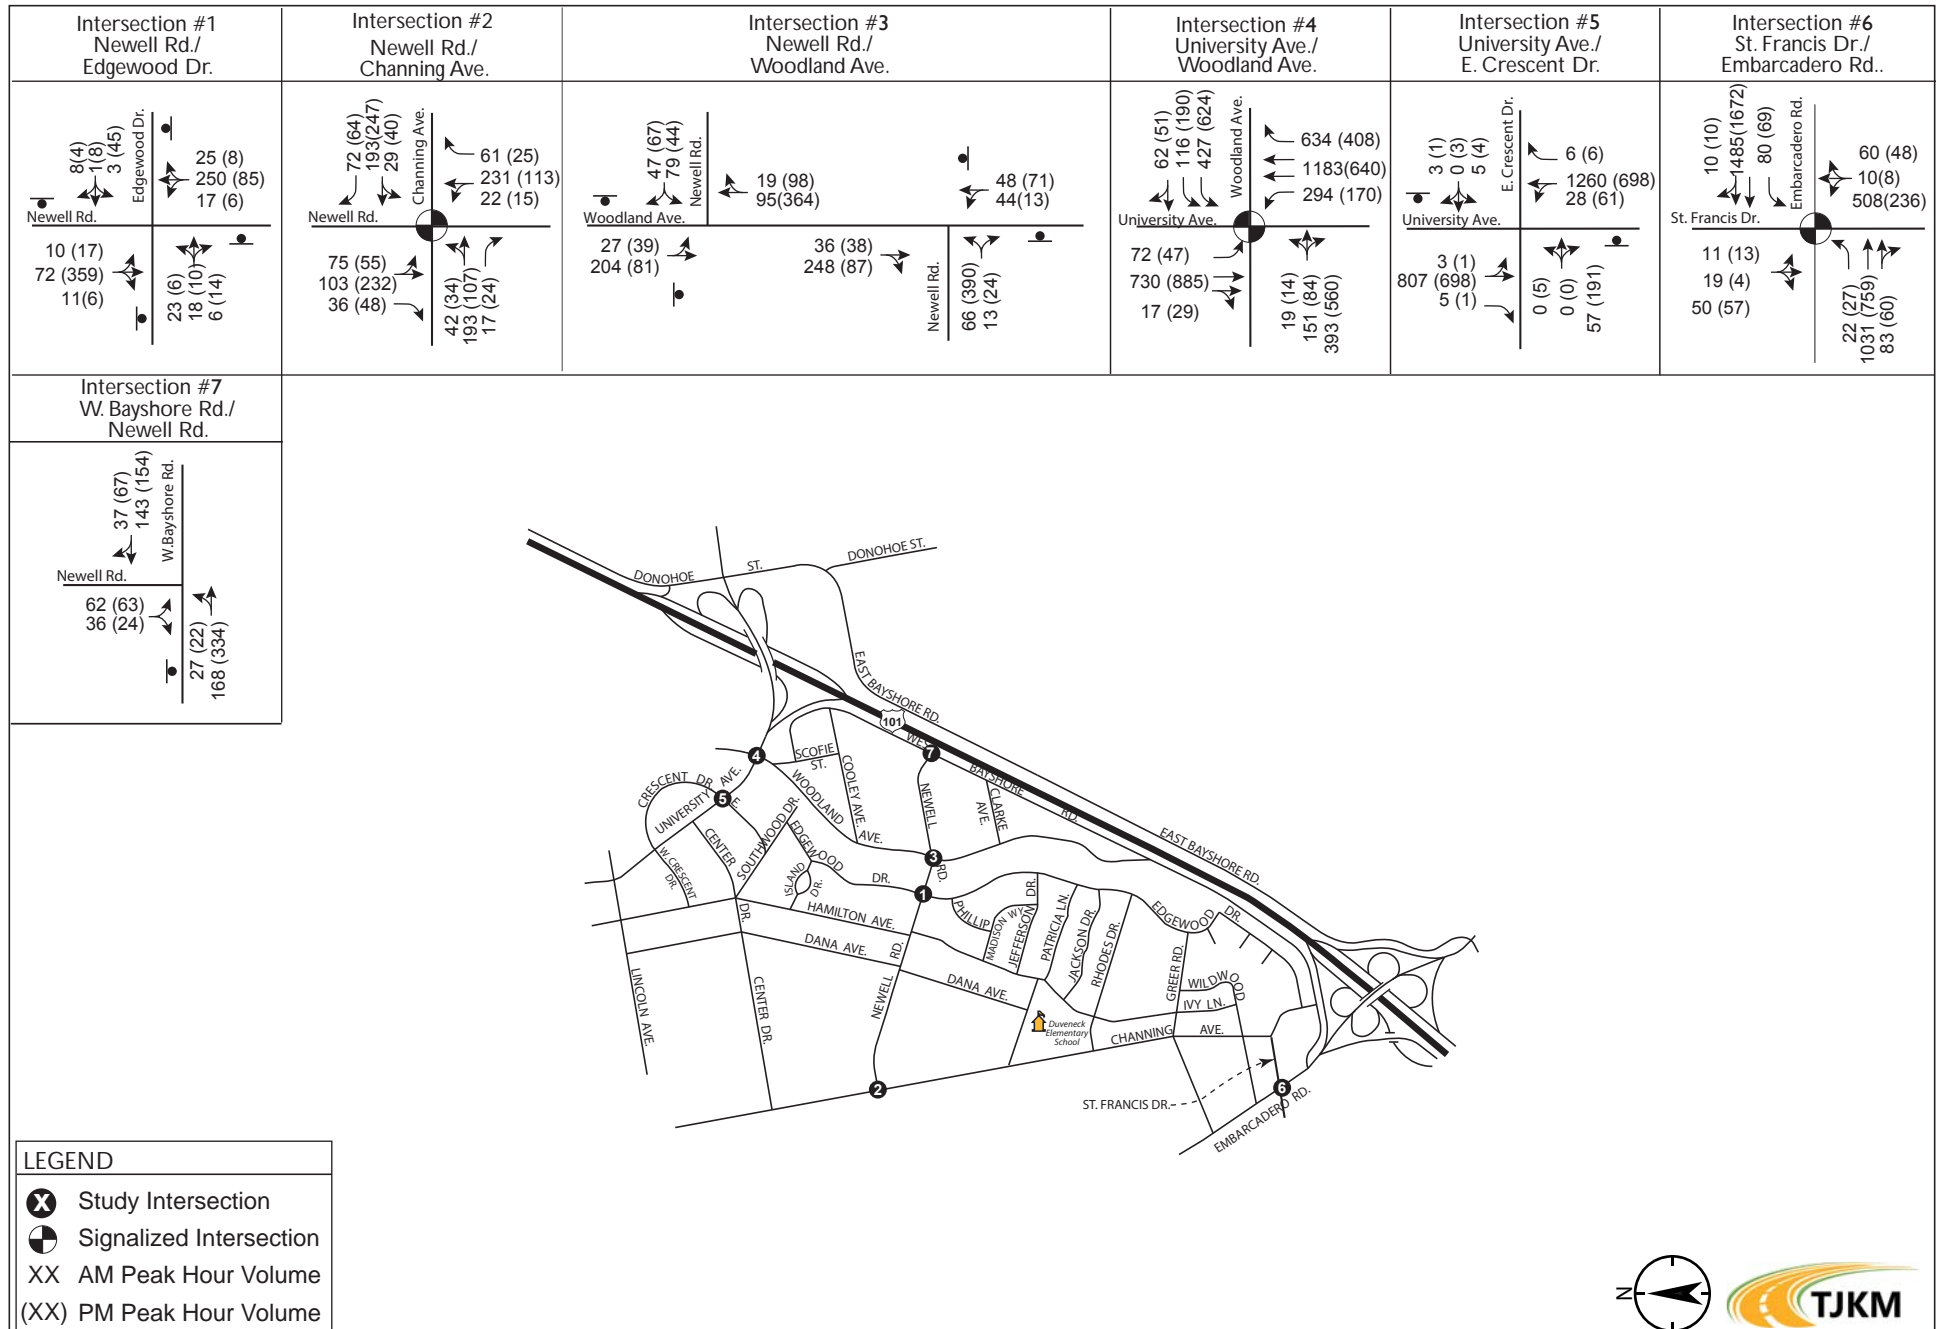 Intersection #1
Newell Rd./
Edgewood Dr.
8(4)
1(8)
3 (45)
Edgewood Dr.
25 (8)
250 (85)
17 (6)
Newell Rd.
10 (17)
72 (359)
11(6)
23 (6)
18 (10)
6 (14)
Intersection #2
Newell Rd./
Channing Ave.
72 (64)
193(247)
29 (40)
Channing Ave.
61 (25)
231 (113)
22 (15)
Newell Rd.
75 (55)
103 (232)
36 (48)
42 (34)
193 (107)
17 (24)
Intersection #3
Newell Rd./
Woodland Ave.
47 (67)
79 (44)
Newell Rd.
19 (98)
95(364)
48 (71)
44(13)
Woodland Ave.
27 (39)
204 (81)
36 (38)
248 (87)
Newell Rd.
66 (390)
13 (24)
Intersection #4
University Ave./
Woodland Ave.
62 (51)
116 (190)
427 (624)
Woodland Ave.
634 (408)
1183(640)
294 (170)
University Ave.
72 (47)
730 (885)
17 (29)
19 (14)
151 (84)
393 (560)
Intersection #5
University Ave./
E. Crescent Dr.
3 (1)
0 (3)
5 (4)
E. Crescent Dr.
6 (6)
1260 (698)
28 (61)
University Ave.
3 (1)
807 (698)
5 (1)
0 (5)
0 (0)
57 (191)
Intersection #6
St. Francis Dr./
Embarcadero Rd..
10 (10)
1485(1672)
80 (69)
Embarcadero Rd.
60 (48)
10(8)
508(236)
St. Francis Dr.
11 (13)
19 (4)
50 (57)
22 (27)
1031 (759)
83 (60)
Intersection #7
W. Bayshore Rd./
Newell Rd.
37 (67)
143 (154)
W.Bayshore Rd.
Newell Rd.
62 (63)
36 (24)
27 (22)
168 (334)
DONOHOE ST.
DONOHOE ST.
EAST BAYSHORE RD.
101
WEST BAYSHORE RD.
7
4
SCOFIE
ST.
COOLEY AVE.
CRESCENT DR.
UNIVERSITY AVE.
E.
5
WOODLAND AVE.
NEWELL RD.
CLARKE
AVE.
EAST BAYSHORE RD.
CENTER DR.
SOUTHWOOD DR.
EDGEWOOD DR.
3
W. CRESCENT
DR.
ISLAND
DR.
1
PHILLIP
MADISON WY
JEFFERSON DR.
PATRICIA LN.
JACKSON DR.
RHODES DR.
EDGEWOOD DR.
HAMILTON AVE.
DANA AVE.
NEWELL RD.
DANA AVE.
GREER RD.
WILDWOOD
IVY LN.
LINCOLN AVE.
CENTER DR.
Duveneck
Elementary
School
CHANNING AVE.
2
6
ST. FRANCIS DR.
EMBARCADERO RD.
LEGEND
X Study Intersection
Signalized Intersection
XX AM Peak Hour Volume
(XX) PM Peak Hour Volume
N
TJKM